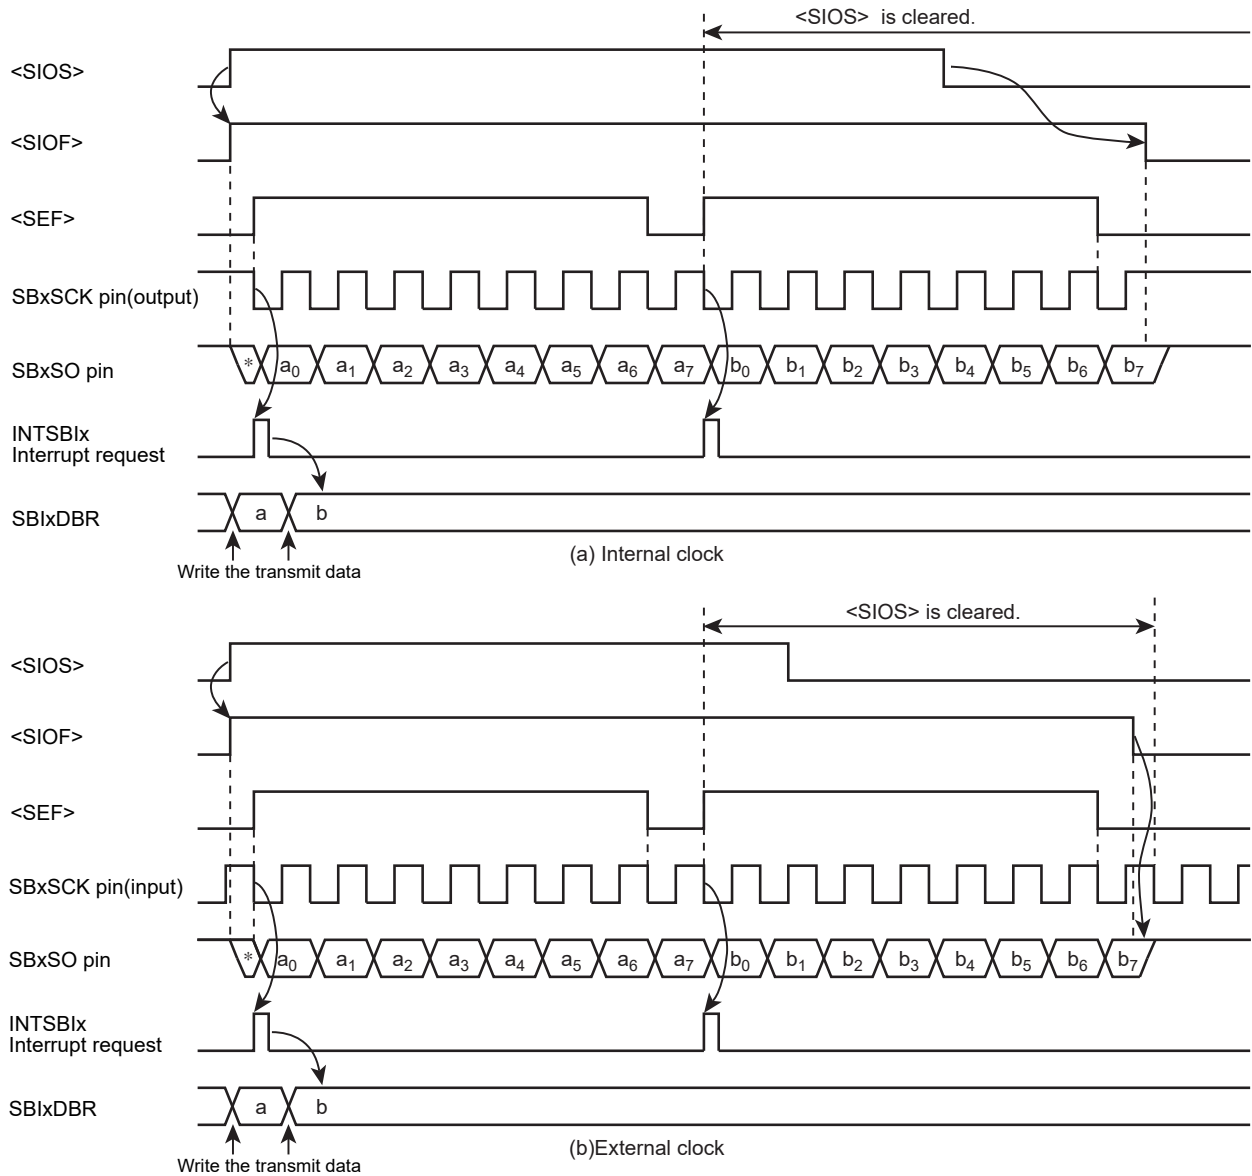 <SIOS> is cleared.
<SIOS>
<SIOF>
<SEF>
SBxSCK pin(output)
SBxSO pin
* a0 a1 a2 a3 a4 a5 a6 a7 b0 b1 b2 b3 b4 b5 b6 b7
INTSBIx
Interrupt request
SBIxDBR
a b
(a) Internal clock
Write the transmit data
<SIOS> is cleared.
<SIOS>
<SIOF>
<SEF>
SBxSCK pin(input)
SBxSO pin
* a0 a1 a2 a3 a4 a5 a6 a7 b0 b1 b2 b3 b4 b5 b6 b7
INTSBIx
Interrupt request
SBIxDBR
a b
(b)External clock
Write the transmit data